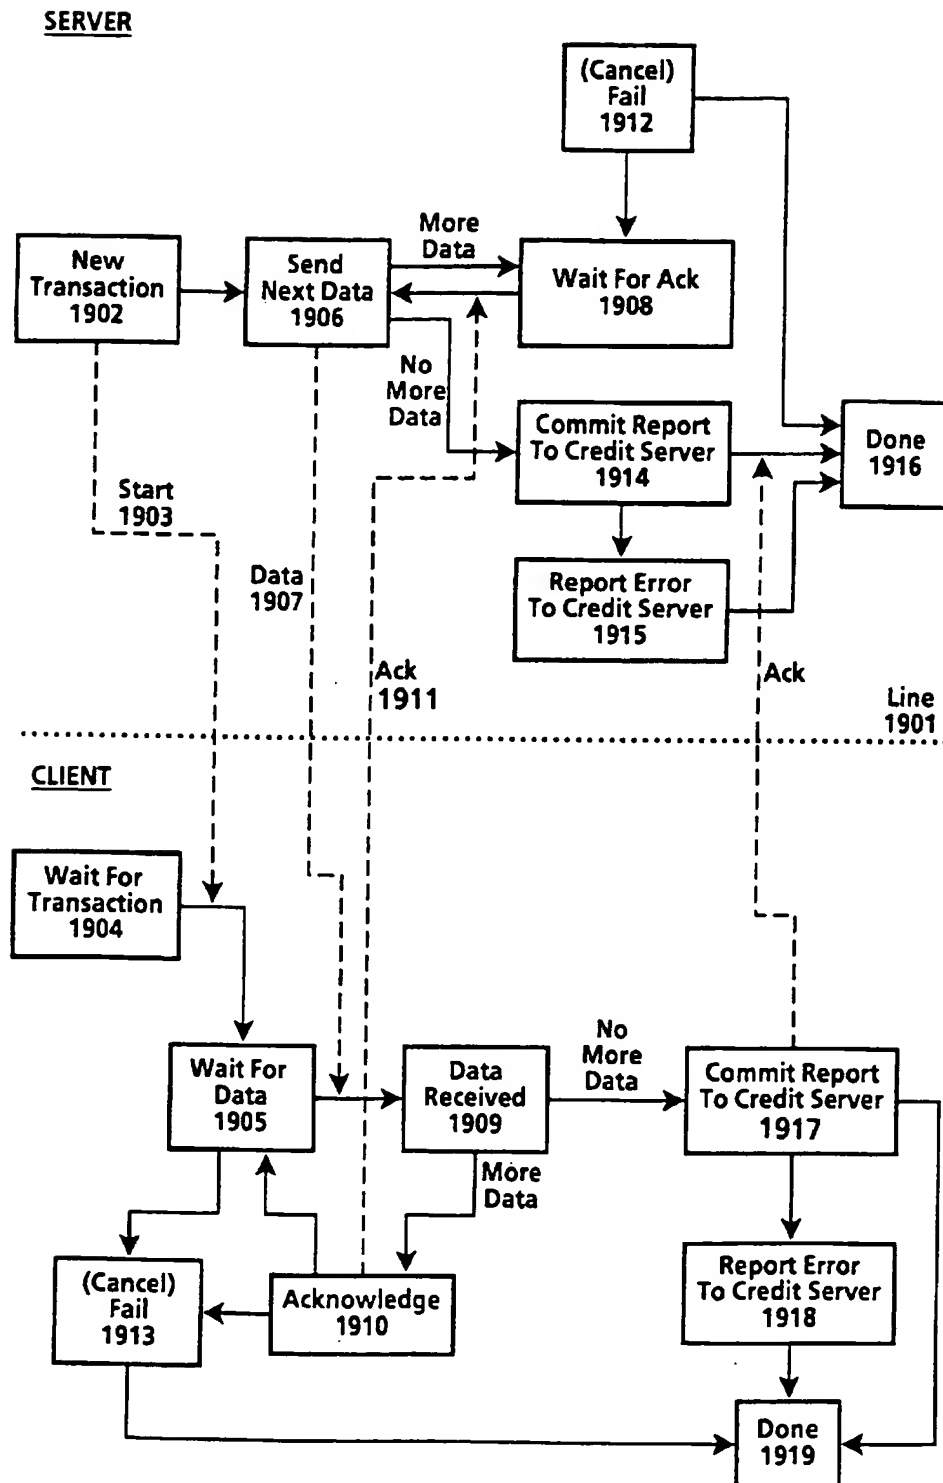 SERVER
(Cancel)
Fail
1912
More
Data
New
Transaction
1902
Send
Next Data
1906
Wait For Ack
1908
No
More
Data
Commit Report
To Credit Server
1914
Done
1916
Start
1903
Data
1907
Report Error
To Credit Server
1915
Ack
1911
Ack
Line
1901
CLIENT
Wait For
Transaction
1904
Wait For
Data
1905
Data
Received
1909
No
More
Data
Commit Report
To Credit Server
1917
More
Data
(Cancel)
Fail
1913
Acknowledge
1910
Report Error
To Credit Server
1918
Done
1919